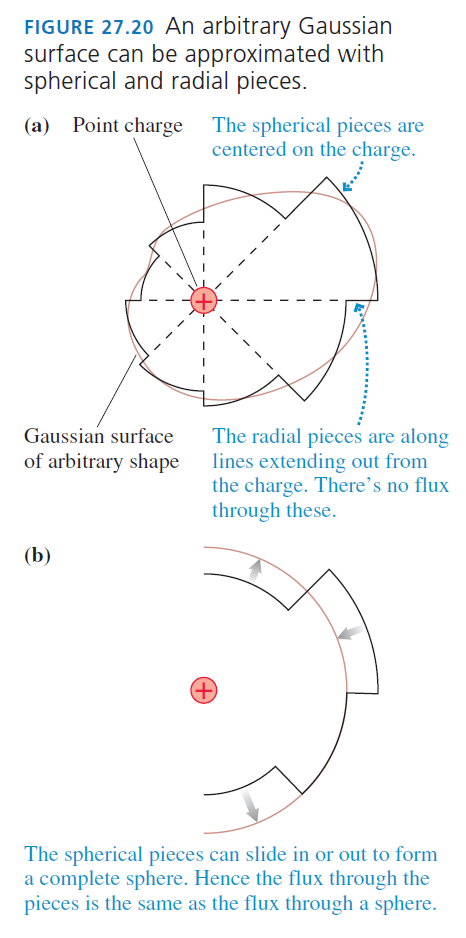 FIGURE 27.20 An arbitrary Gaussian
surface can be approximated with
spherical and radial pieces.
(a) Point charge
The spherical pieces are
centered on the charge.
+
Gaussian surface
of arbitrary shape
The radial pieces are along
lines extending out from
the charge. There’s no flux
through these.
(b)
+
The spherical pieces can slide in or out to form
a complete sphere. Hence the flux through the
pieces is the same as the flux through a sphere.